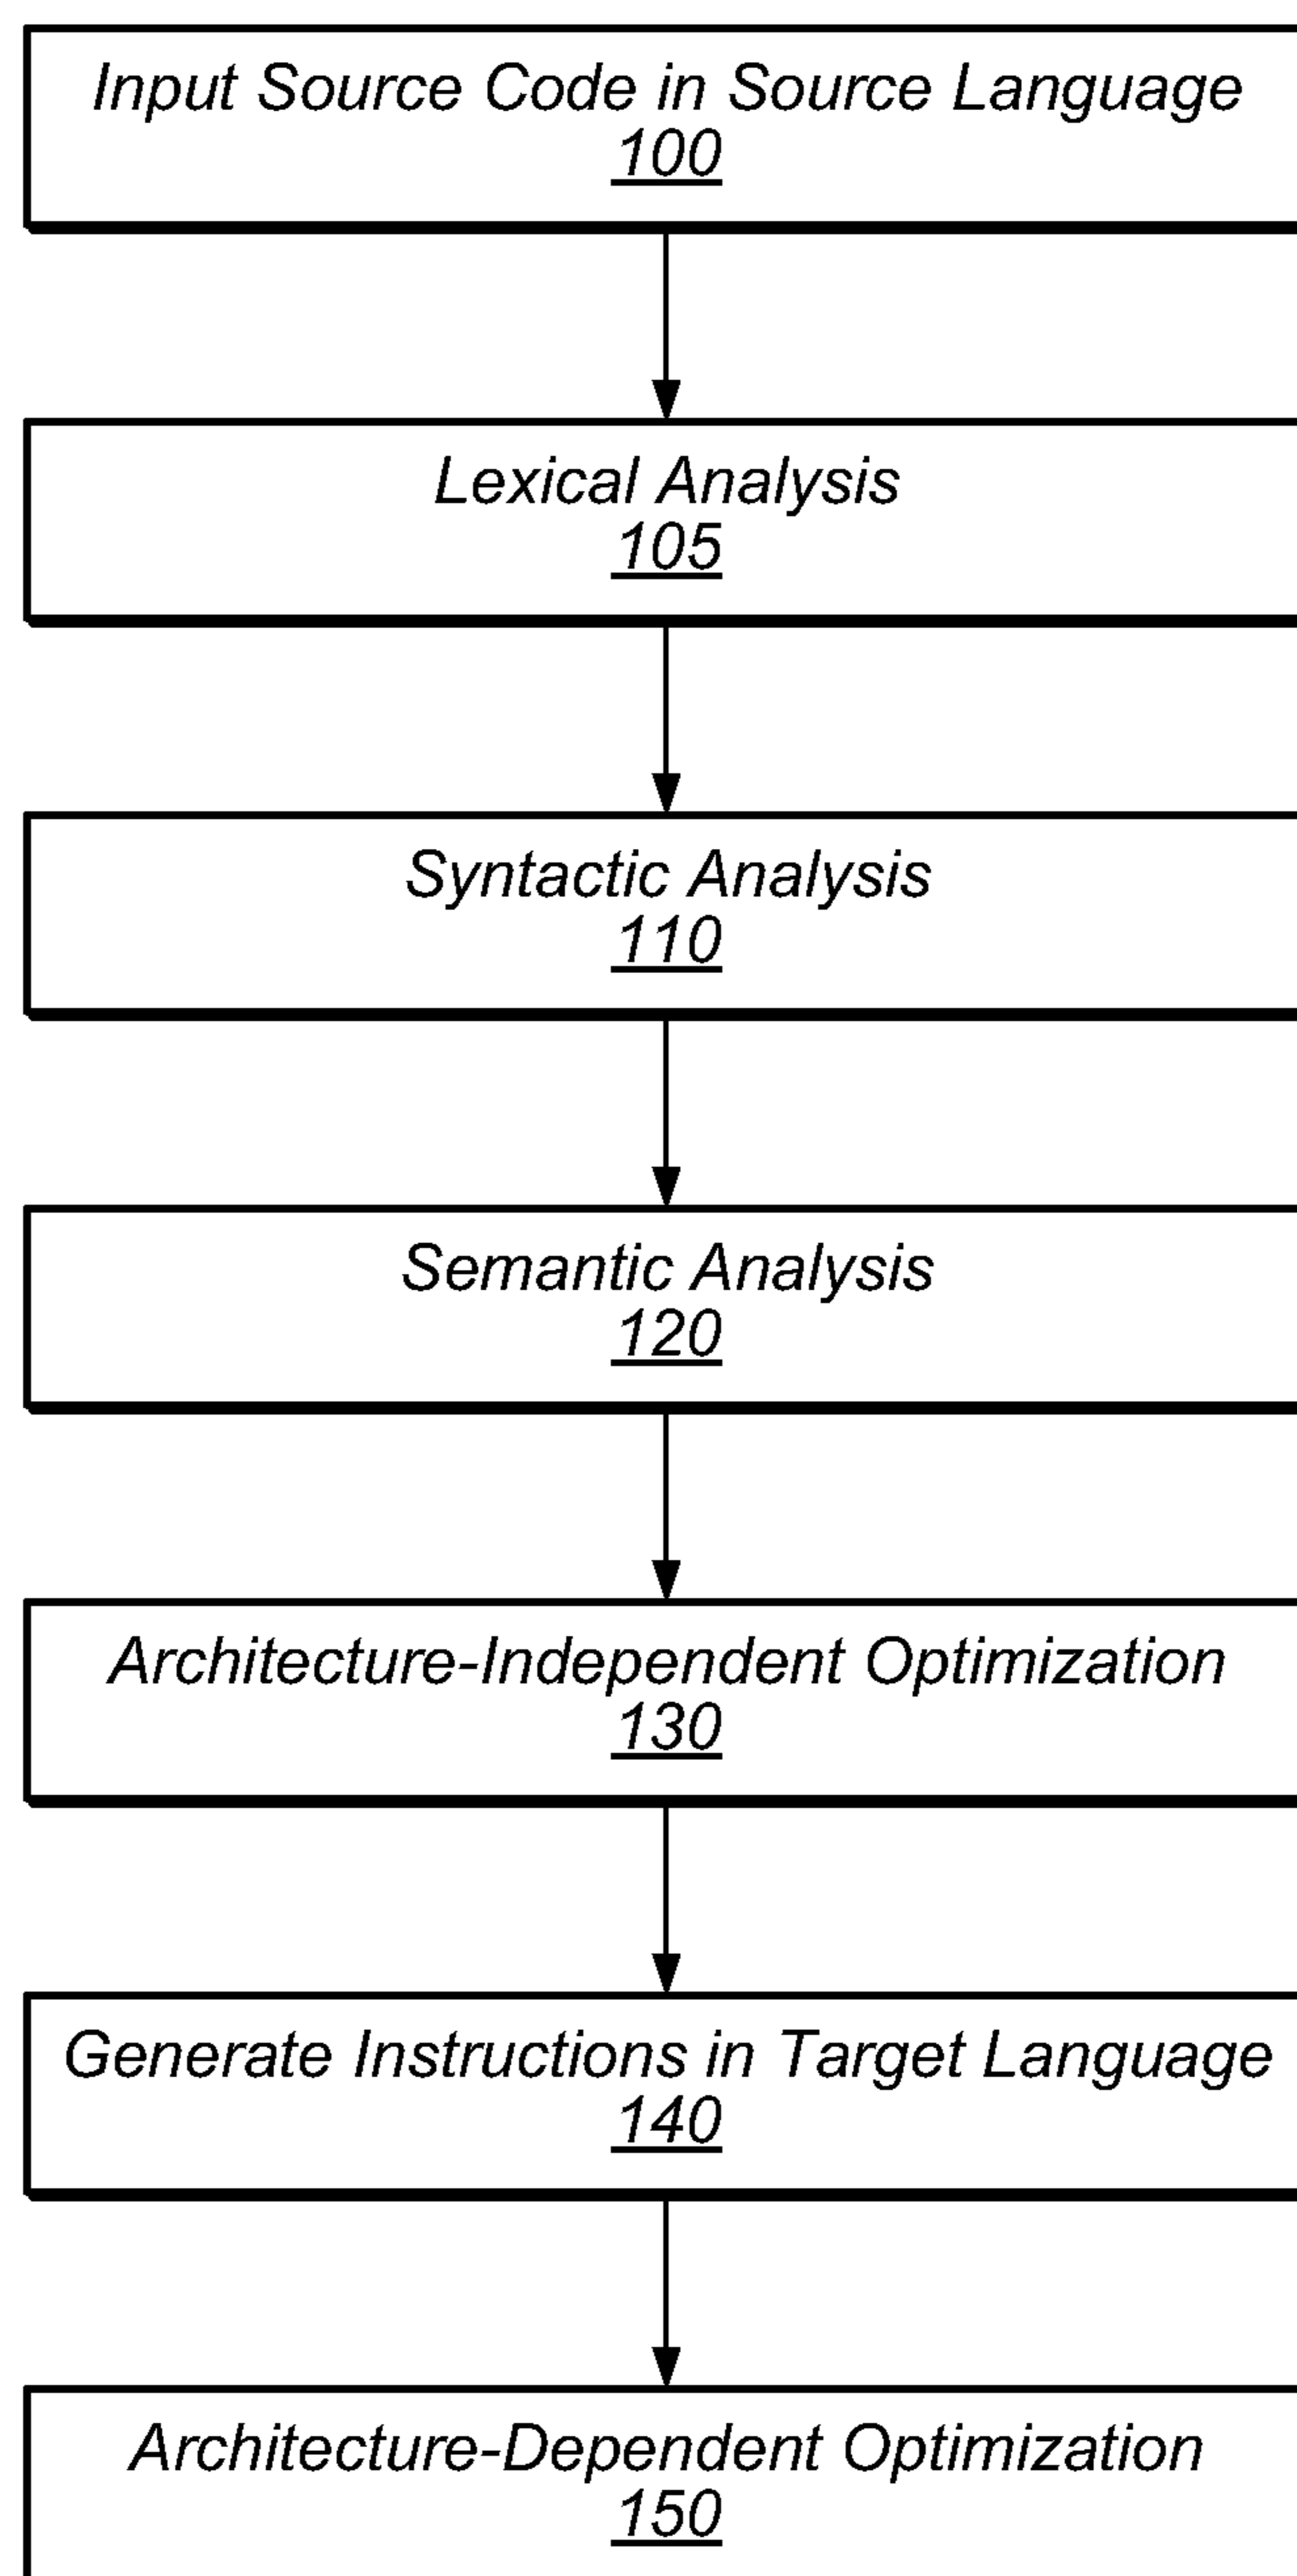 Input Source Code in Source Language
100
Lexical Analysis
105
Syntactic Analysis
110
Semantic Analysis
120
Architecture-Independent Optimization
130
Generate Instructions in Target Language
140
Architecture-Dependent Optimization
150